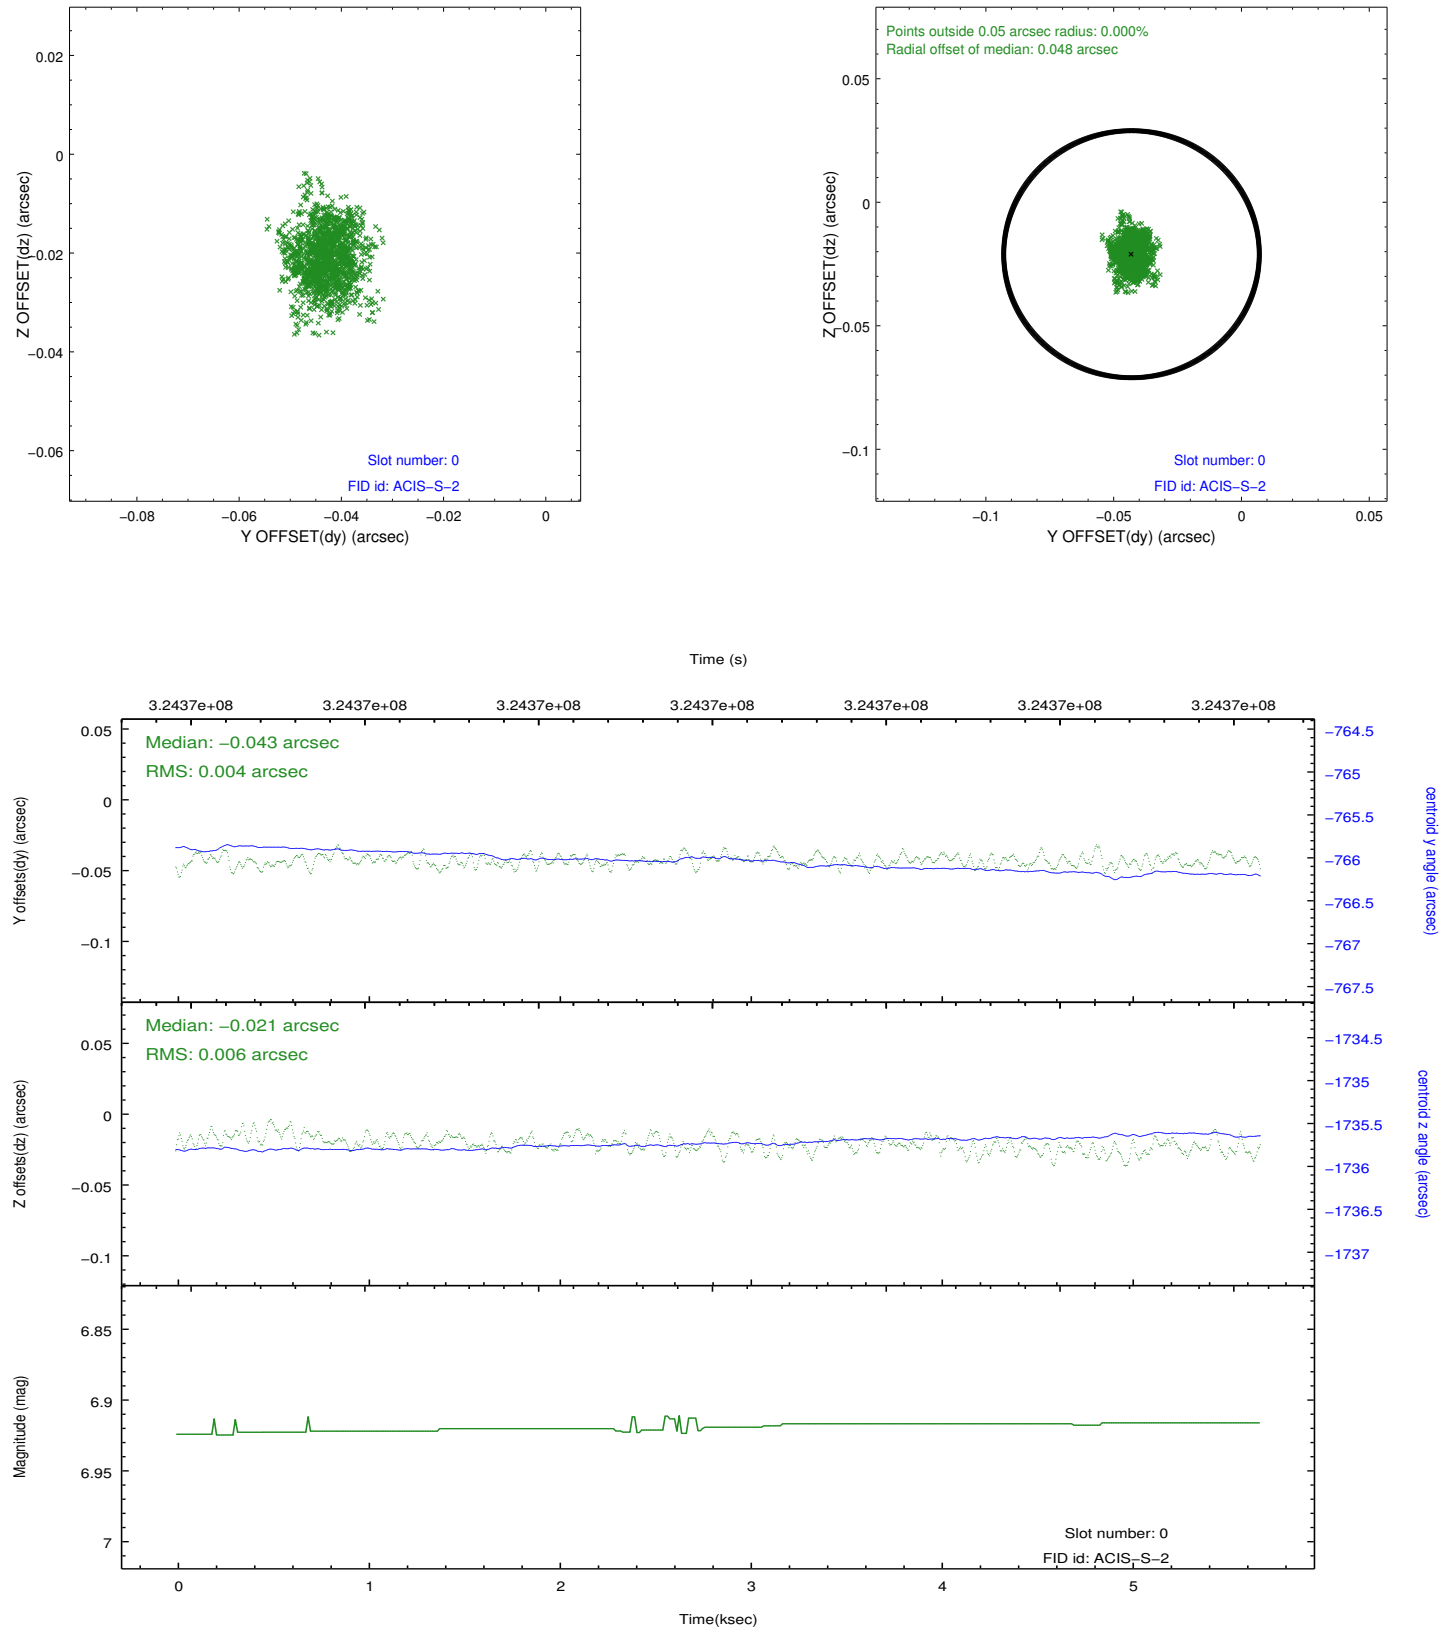 0.02
0
−0.02
−0.04
−0.06
Z OFFSET(dz) (arcsec)
Slot number: 0
FID id: ACIS−S−2
−0.08
−0.06
−0.04
−0.02
0
Y OFFSET(dy) (arcsec)
Points outside 0.05 arcsec radius: 0.000%
Radial offset of median: 0.048 arcsec
0.05
0
−0.05
−0.1
Z OFFSET(dz) (arcsec)
Slot number: 0
FID id: ACIS−S−2
−0.1
−0.05
0
0.05
Y OFFSET(dy) (arcsec)
Time (s)
3.2437e+08
3.2437e+08
3.2437e+08
3.2437e+08
3.2437e+08
3.2437e+08
3.2437e+08
Median: −0.043 arcsec
RMS: 0.004 arcsec
0.05
0
−0.05
−0.1
Y offsets(dy) (arcsec)
−764.5
−765
−765.5
−766
−766.5
−767
−767.5
centroid y angle (arcsec)
Median: −0.021 arcsec
RMS: 0.006 arcsec
0.05
0
−0.05
−0.1
Z offsets(dz) (arcsec)
−1734.5
−1735
−1735.5
−1736
−1736.5
−1737
centroid z angle (arcsec)
6.85
6.9
6.95
7
Magnitude (mag)
Slot number: 0
FID id: ACIS−S−2
0
1
2
3
4
5
Time(ksec)